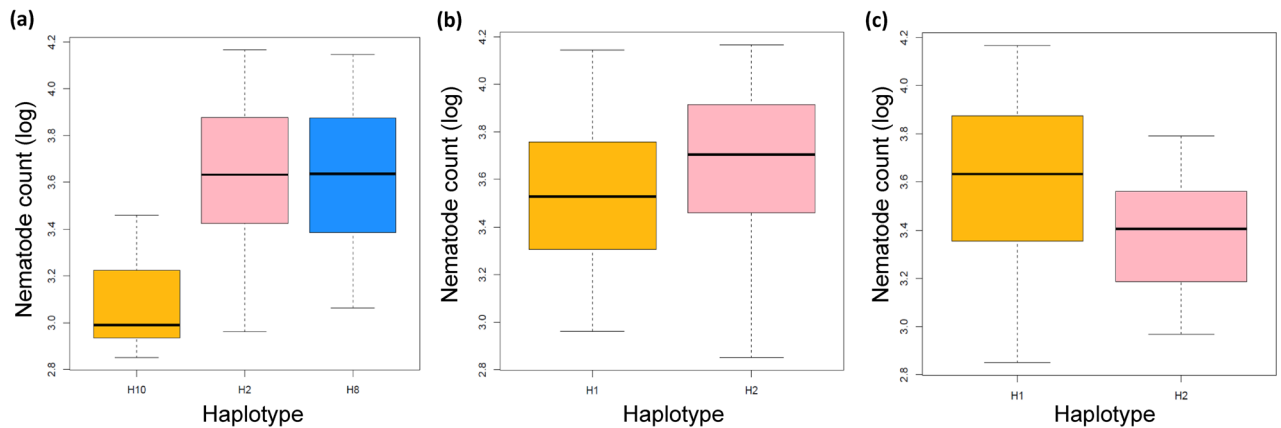 (a)
Nematode count (log)
4.2
4.0
3.8
3.6
3.4
3.2
3.0
2.8
H10 H2 H8
Haplotype
(b)
Nematode count (log)
4.2
4.0
3.8
3.6
3.4
3.2
3.0
2.8
H1 H2
Haplotype
(c)
Nematode count (log)
4.2
3.8
3.6
3.4
3.2
3.0
2.8
H1 H2
Haplotype